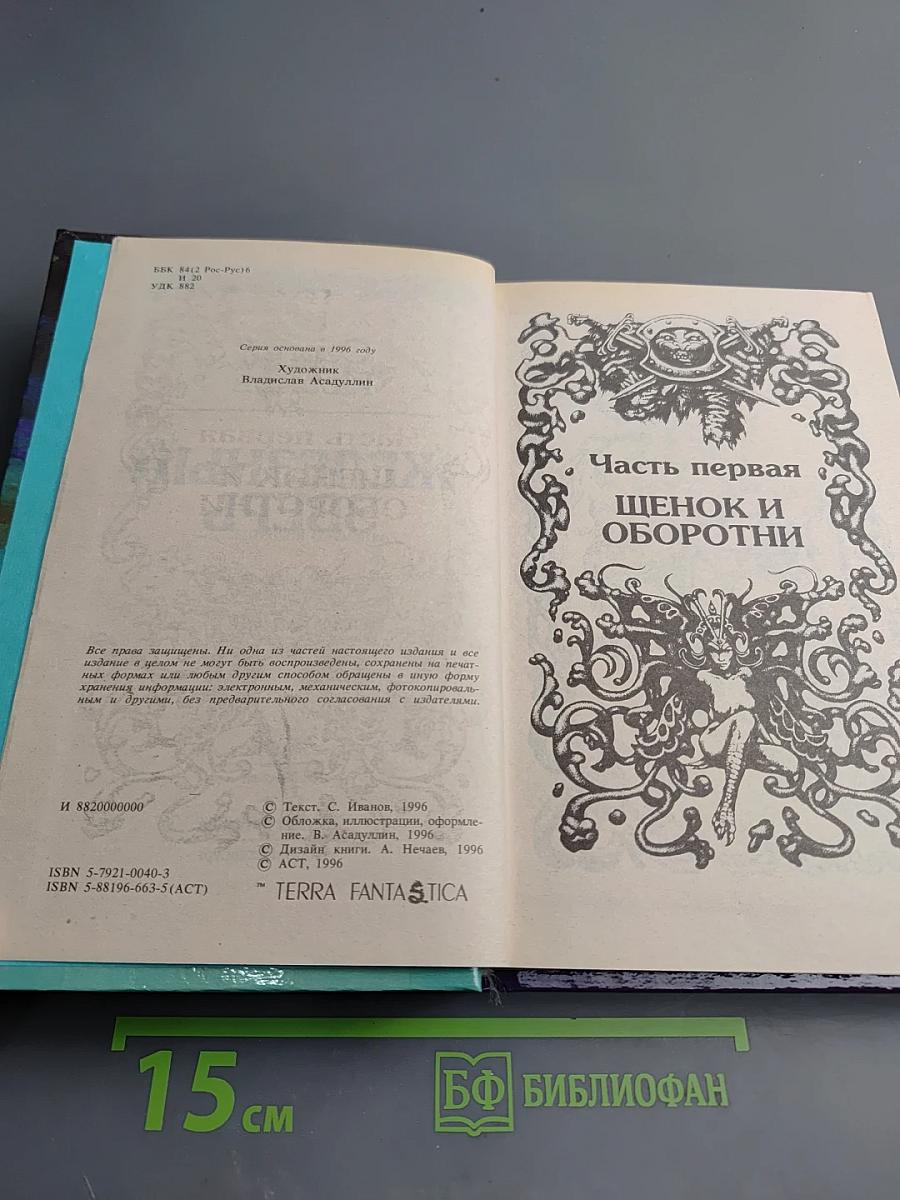 ББК 84(2 Рос-Рус)6
И 20
УДК 882
Серия основана в 1996 году
Художник
Владислав Асадуллин
Все права защищены. Ни одна из частей настоящего издания и все
издание в целом не могут быть воспроизведены, сохранены на печат-
ных формах или любым другим способом обращены в иную форму
хранения информации: электронным, механическим, фотокопироваль-
ным и другими, без предварительного согласования с издателями.
И 8820000000
© Текст. С. Иванов, 1996
© Обложка, иллюстрации, оформле-
ние. В. Асадуллин, 1996
© Дизайн книги. А. Нечаев, 1996
© АСТ, 1996
ISBN 5-7921-0040-3
ISBN 5-88196-663-5 (АСТ)
™ TERRA FANTASTICA
Часть первая
ЩЕНОК И
ОБОРОТНИ
15 см
БФ БИБЛИОФАН